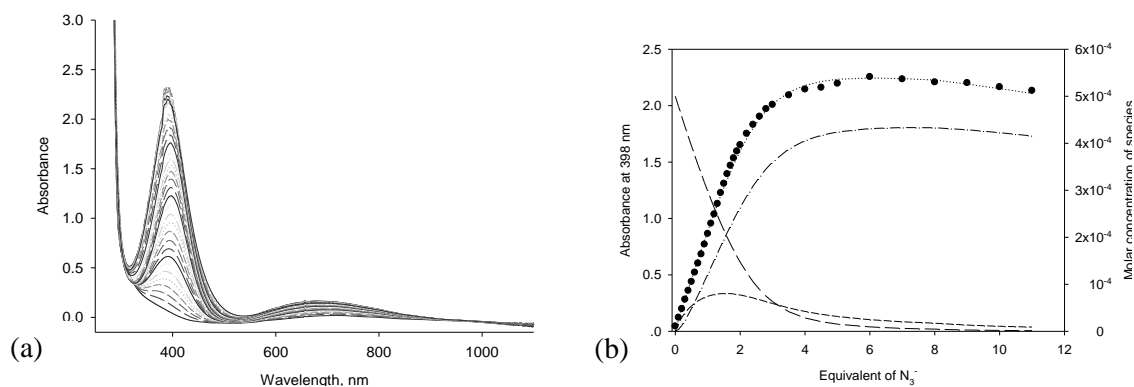 3.0
2.5
2.0
1.5
1.0
0.5
0.0
Absorbance
400 600 800 1000
Wavelength, nm
(a)
2.5
2.0
1.5
1.0
0.5
.0
Absorbance at 398 nm
6x10⁻⁴
5x10⁻⁴
4x10⁻⁴
3x10⁻⁴
2x10⁻⁴
1x10⁻⁴
0
Molar concentration of species
0 2 4 6 8 10 12
Equivalent of N₃⁻
(b)